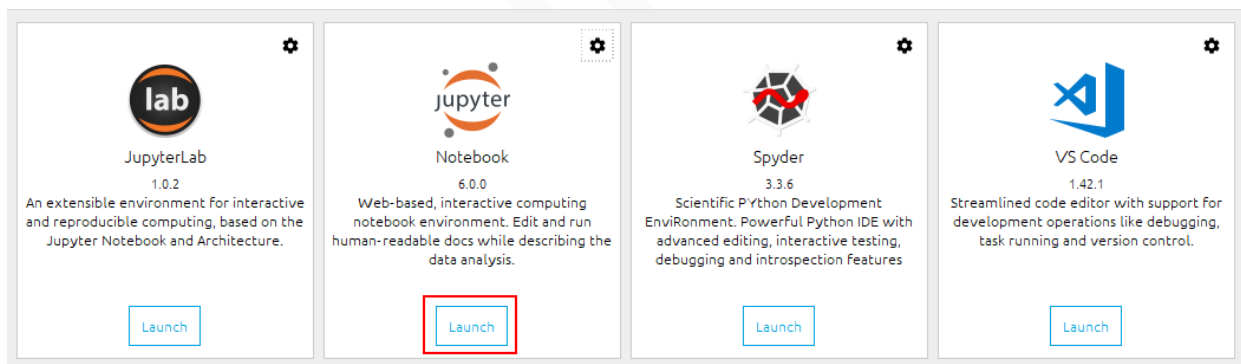 lab
JupyterLab
1.0.2
An extensible environment for interactive
and reproducible computing, based on the
Jupyter Notebook and Architecture.
Launch
jupyter
Notebook
6.0.0
Web-based, interactive computing
notebook environment. Edit and run
human-readable docs while describing the
data analysis.
Launch
Spyder
3.3.6
Scientific PYthon Development
EnviRonment. Powerful Python IDE with
advanced editing, interactive testing,
debugging and introspection features
Launch
VS Code
1.42.1
Streamlined code editor with support for
development operations like debugging,
task running and version control.
Launch